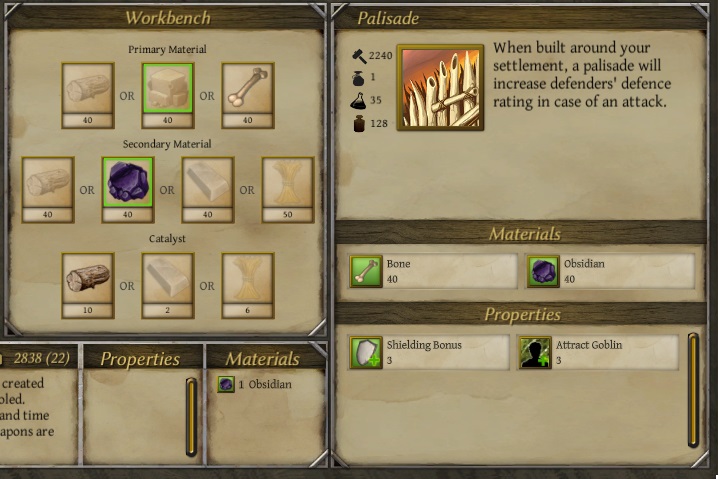 Workbench
Primary Material
OR
OR
40
40
40
Secondary Material
OR
OR
OR
40
40
40
50
Catalyst
OR
OR
10
2
6
2838 (22)
created
oled.
and time
apons are
Properties
Materials
1 Obsidian
Palisade
2240
1
35
128
When built around your
settlement, a palisade will
increase defenders' defence
rating in case of an attack.
Materials
Bone
40
Obsidian
40
Properties
Shielding Bonus
3
Attract Goblin
3